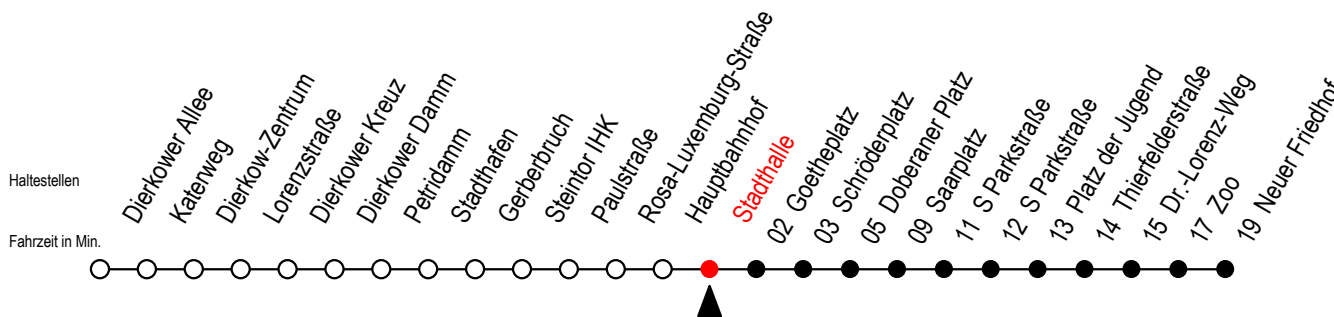 Haltestellen
Fahrzeit in Min.
Dierkower Allee
Katerweg
Dierkow-Zentrum
Lorenzstraße
Dierkower Kreuz
Dierkower Damm
Petridamm
Stadthafen
Gerberbruch
Steintor IHK
Paulstraße
Rosa-Luxemburg-Straße
Hauptbahnhof
Stadthalle
02 Goetheplatz
03 Schröderplatz
05 Doberaner Platz
09 Saarplatz
11 S Parkstraße
12 S Parkstraße
13 Platz der Jugend
14 Thierfelderstraße
15 Dr.-Lorenz-Weg
17 Zoo
19 Neuer Friedhof